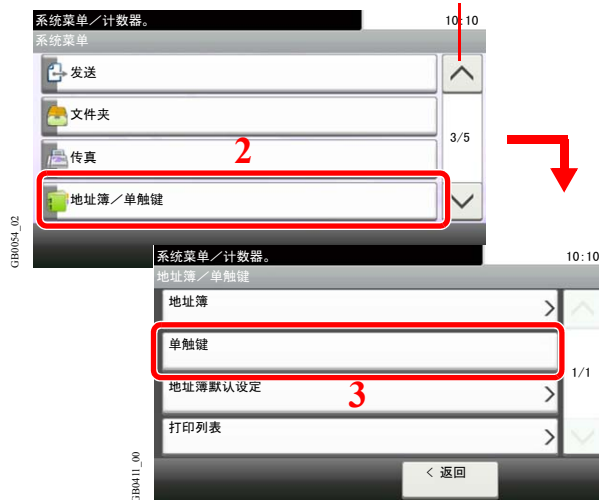 系统菜单／计数器。 10:10
系统菜单
发送
文件夹
3/5
传真
2
地址簿／单触键
GB0054_02
系统菜单／计数器。 10:10
地址簿／单触键
地址簿
单触键
1/1
地址簿默认设定
3
打印列表
< 返回
GB0411_00